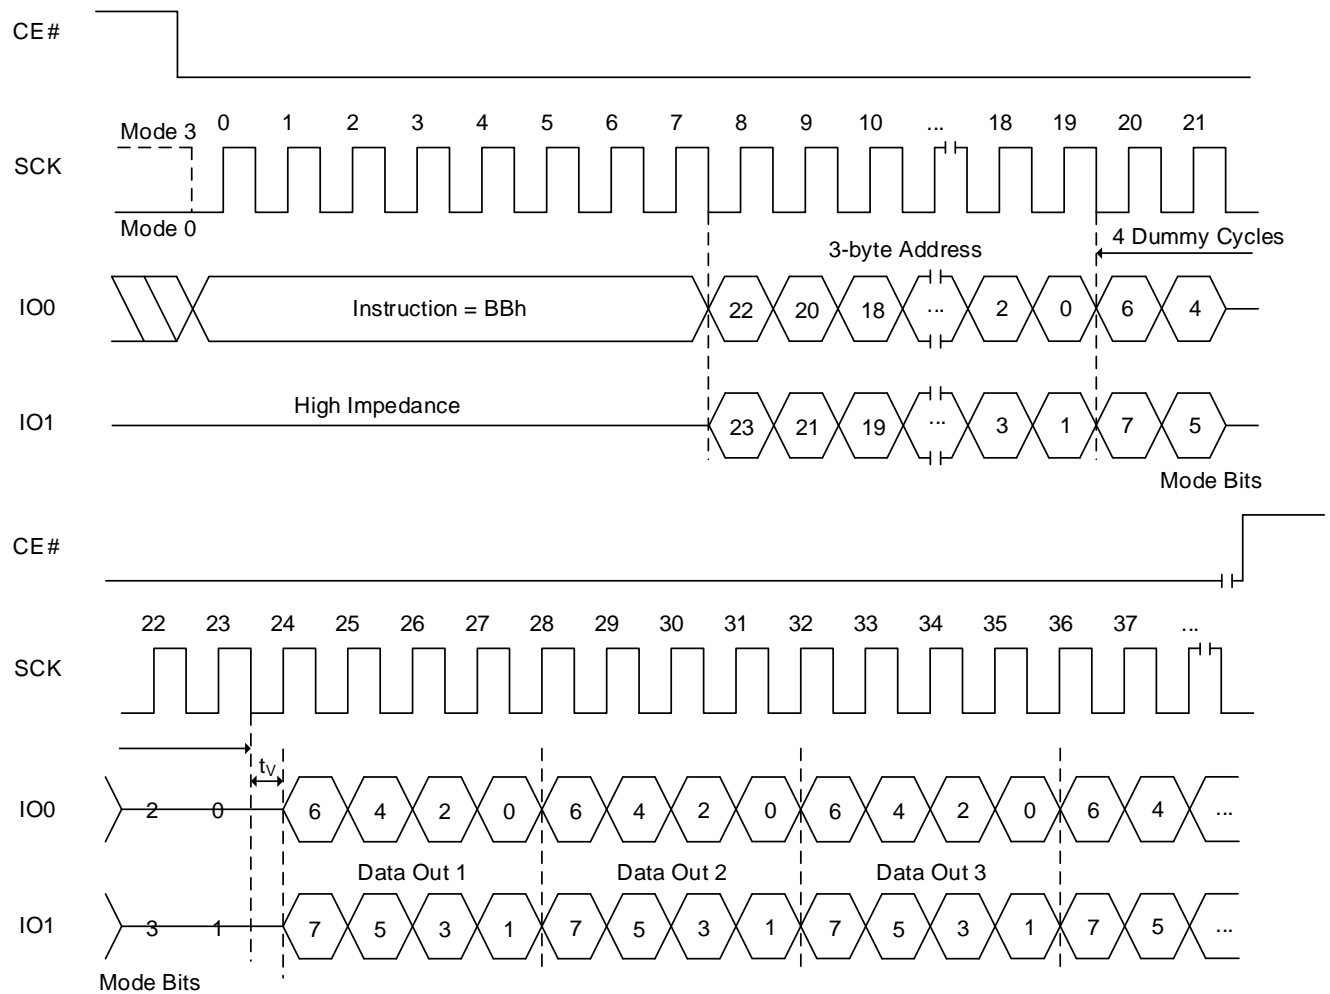 CE#
Mode 3 0 1 2 3 4 5 6 7 8 9 10 ... 18 19 20 21
SCK
Mode 0
3-byte Address 4 Dummy Cycles
IO0 Instruction = BBh 22 20 18 ... 2 0 6 4
High Impedance
IO1 23 21 19 ... 3 1 7 5
Mode Bits
CE#
22 23 24 25 26 27 28 29 30 31 32 33 34 35 36 37 ...
SCK
tV
IO0 2 0 6 4 2 0 6 4 2 0 6 4 2 0 6 4 ...
Data Out 1 Data Out 2 Data Out 3
IO1 3 1 7 5 3 1 7 5 3 1 7 5 3 1 7 5 ...
Mode Bits